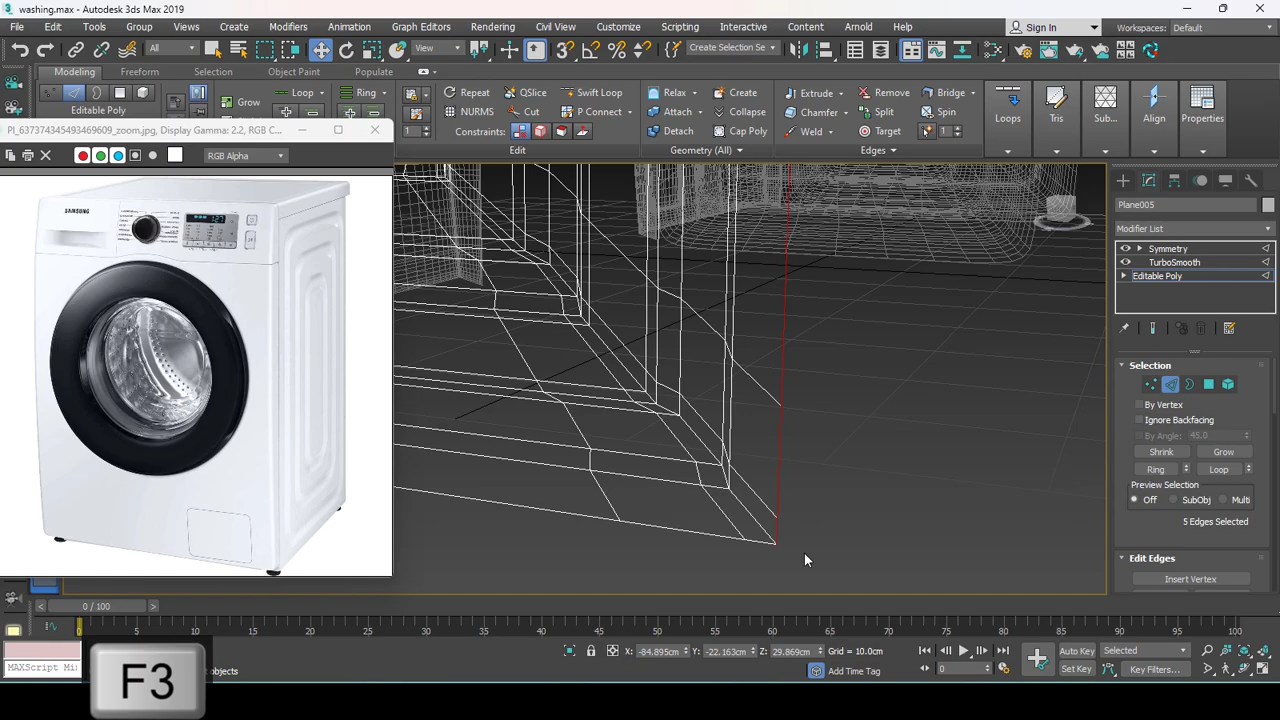 washing.max - Autodesk 3ds Max 2019
File Edit Tools Group Views Create Modifiers Animation Graph Editors Rendering Civil View Customize Scripting Interactive Content Arnold Help Sign In Workspaces: Default
All View Create Selection Se
Modeling Freeform Selection Object Paint Populate
Grow Loop Ring Repeat QSlice Swift Loop Relax Create Extrude Remove Bridge
Editable Poly NURMS Cut P Connect Attach Collapse Chamfer Split Spin Loops Tris Sub... Align Properties
1 Constraints: Detach Cap Poly Weld Target 1
Edit Geometry (All) Edges
PI_637374345493469609_zoom.jpg, Display Gamma: 2.2, RGB C...
RGB Alpha
SAMSUNG
Plane005
Modifier List
Symmetry
TurboSmooth
Editable Poly
Selection
By Vertex
Ignore Backfacing
By Angle: 45.0
Shrink Grow
Ring Loop
Preview Selection
Off SubObj Multi
5 Edges Selected
Edit Edges
Insert Vertex
0 / 100
0 5 10 15 20 25 30 35 40 45 50 55 60 65 70 75 80 85 90 95 100
X: -84.895cm Y: -22.163cm Z: 29.869cm Grid = 10.0cm Auto Key Selected
MAXScript Mi objects Add Time Tag 0 Set Key Key Filters...
F3